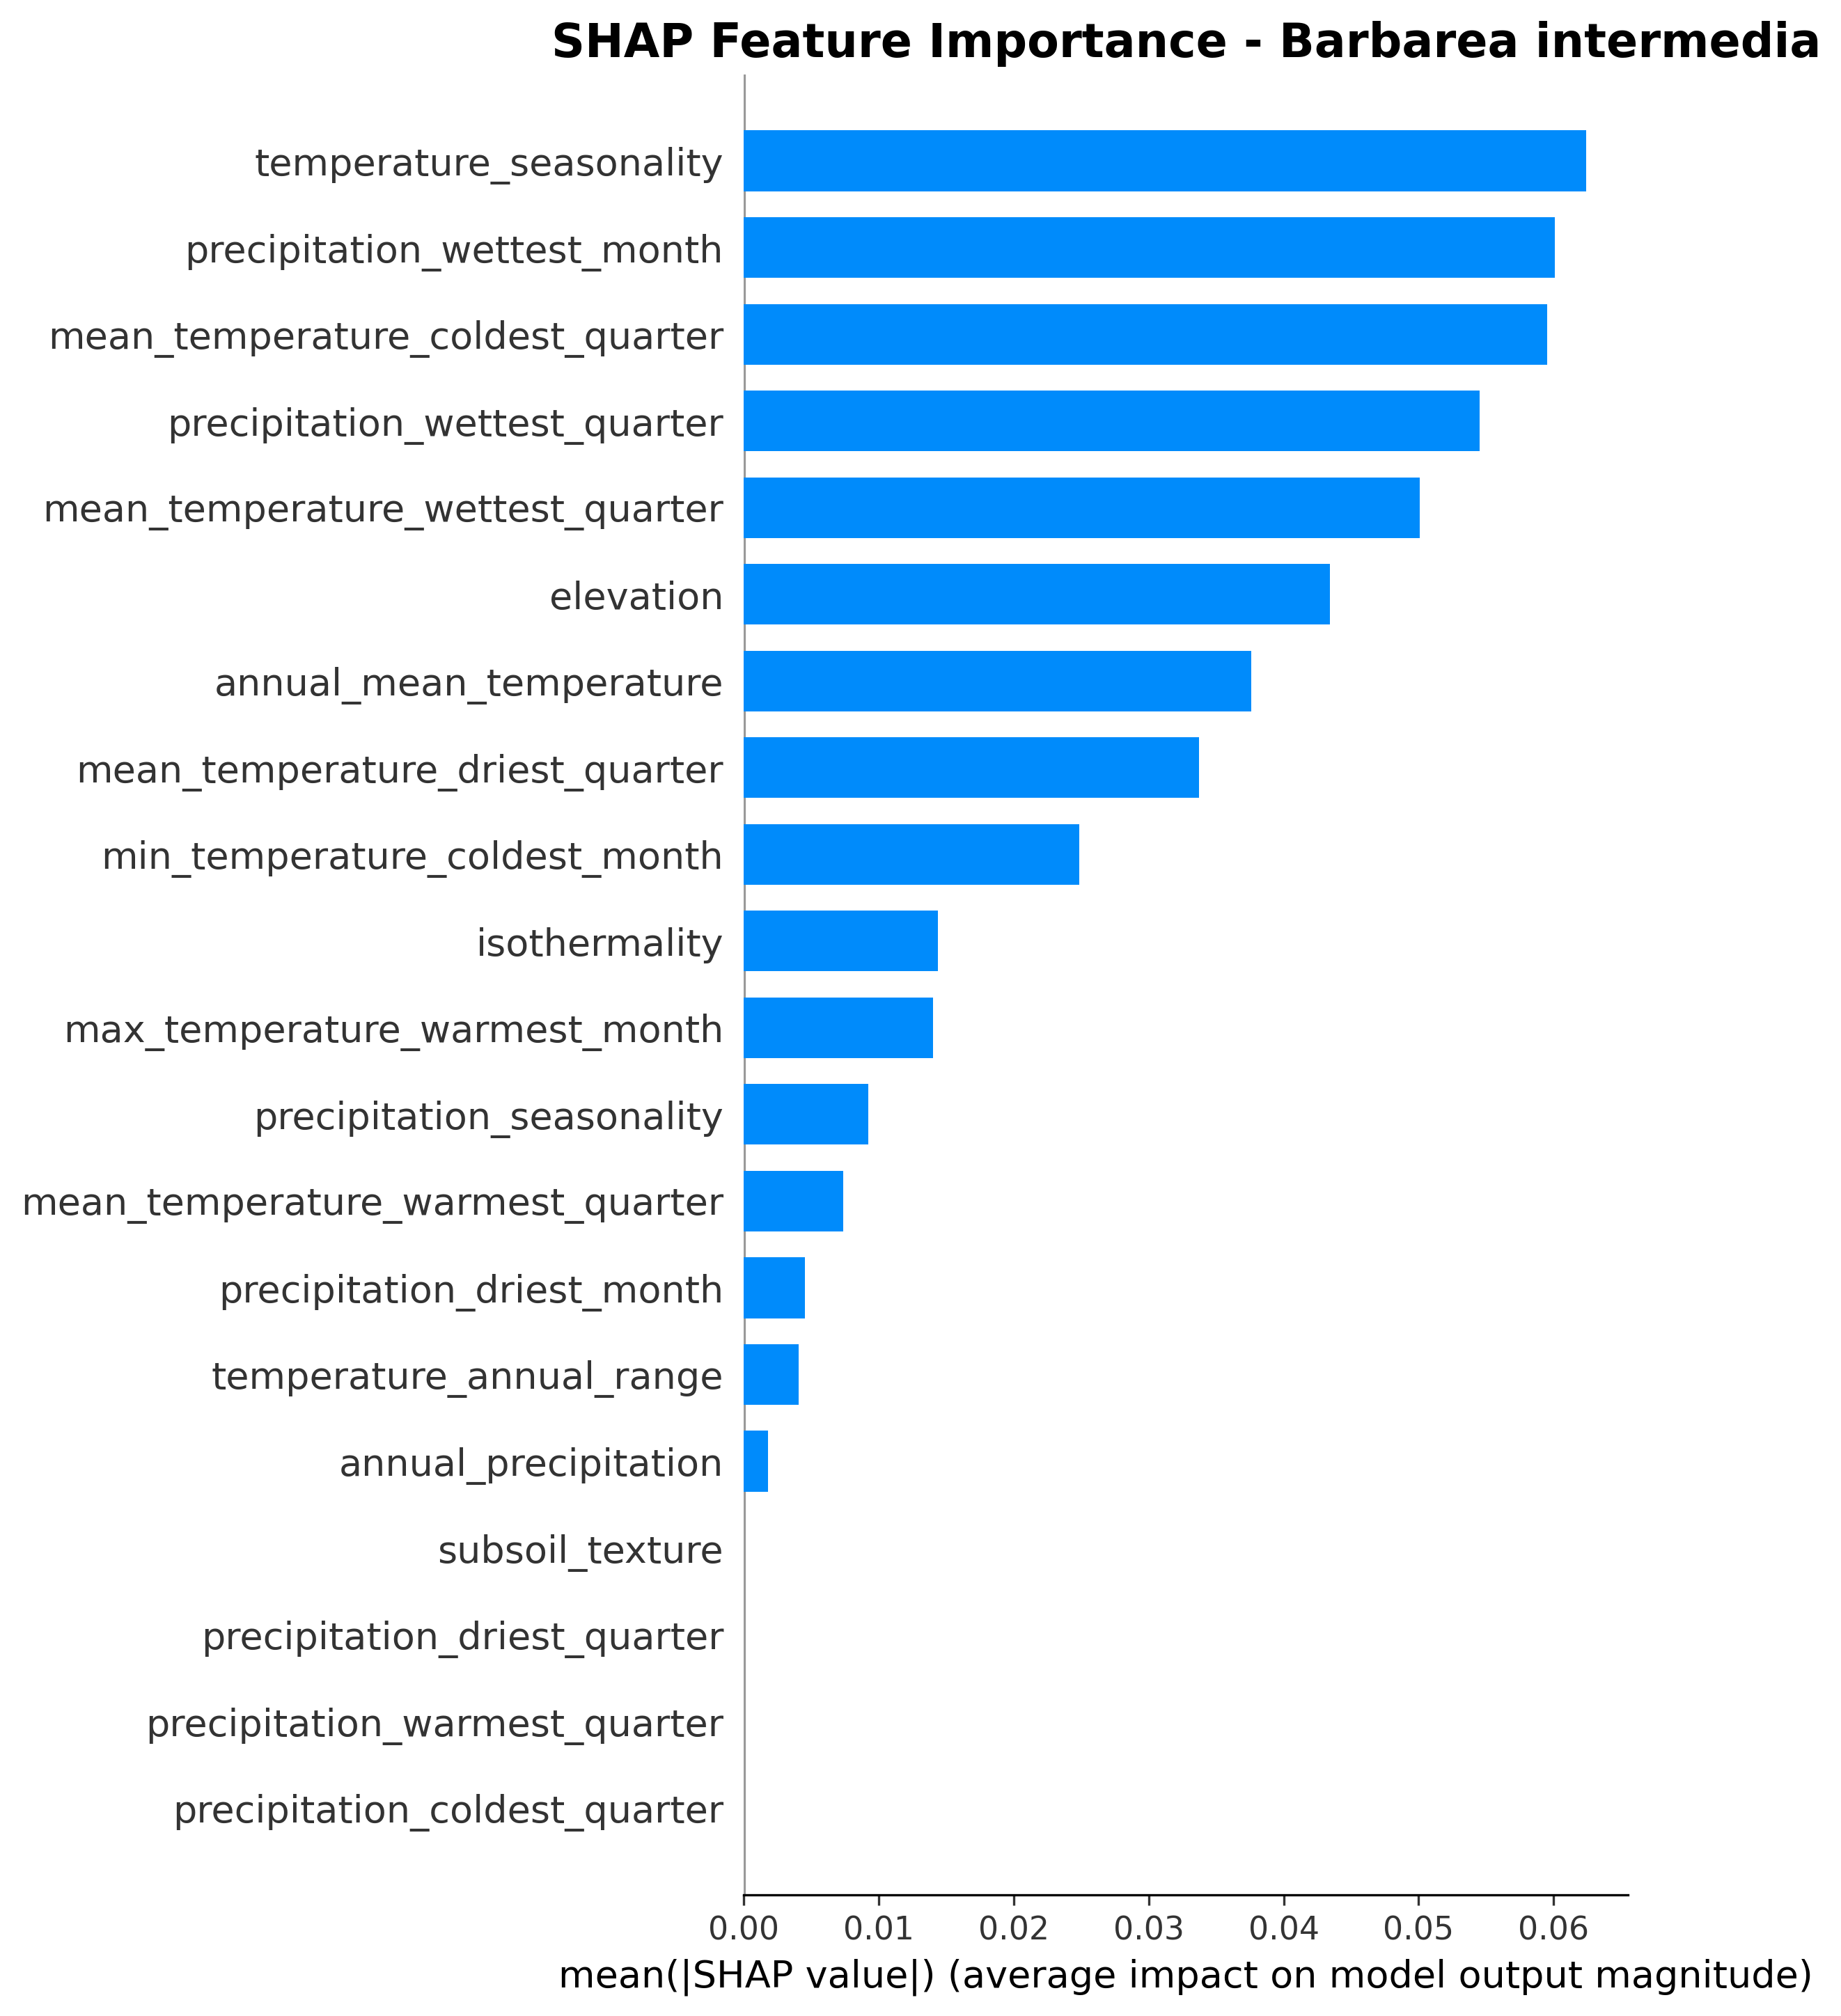 SHAP Feature Importance - Barbarea intermedia
temperature_seasonality
precipitation_wettest_month
mean_temperature_coldest_quarter
precipitation_wettest_quarter
mean_temperature_wettest_quarter
elevation
annual_mean_temperature
mean_temperature_driest_quarter
min_temperature_coldest_month
isothermality
max_temperature_warmest_month
precipitation_seasonality
mean_temperature_warmest_quarter
precipitation_driest_month
temperature_annual_range
annual_precipitation
subsoil_texture
precipitation_driest_quarter
precipitation_warmest_quarter
precipitation_coldest_quarter
0.00 0.01 0.02 0.03 0.04 0.05 0.06
mean(|SHAP value|) (average impact on model output magnitude)